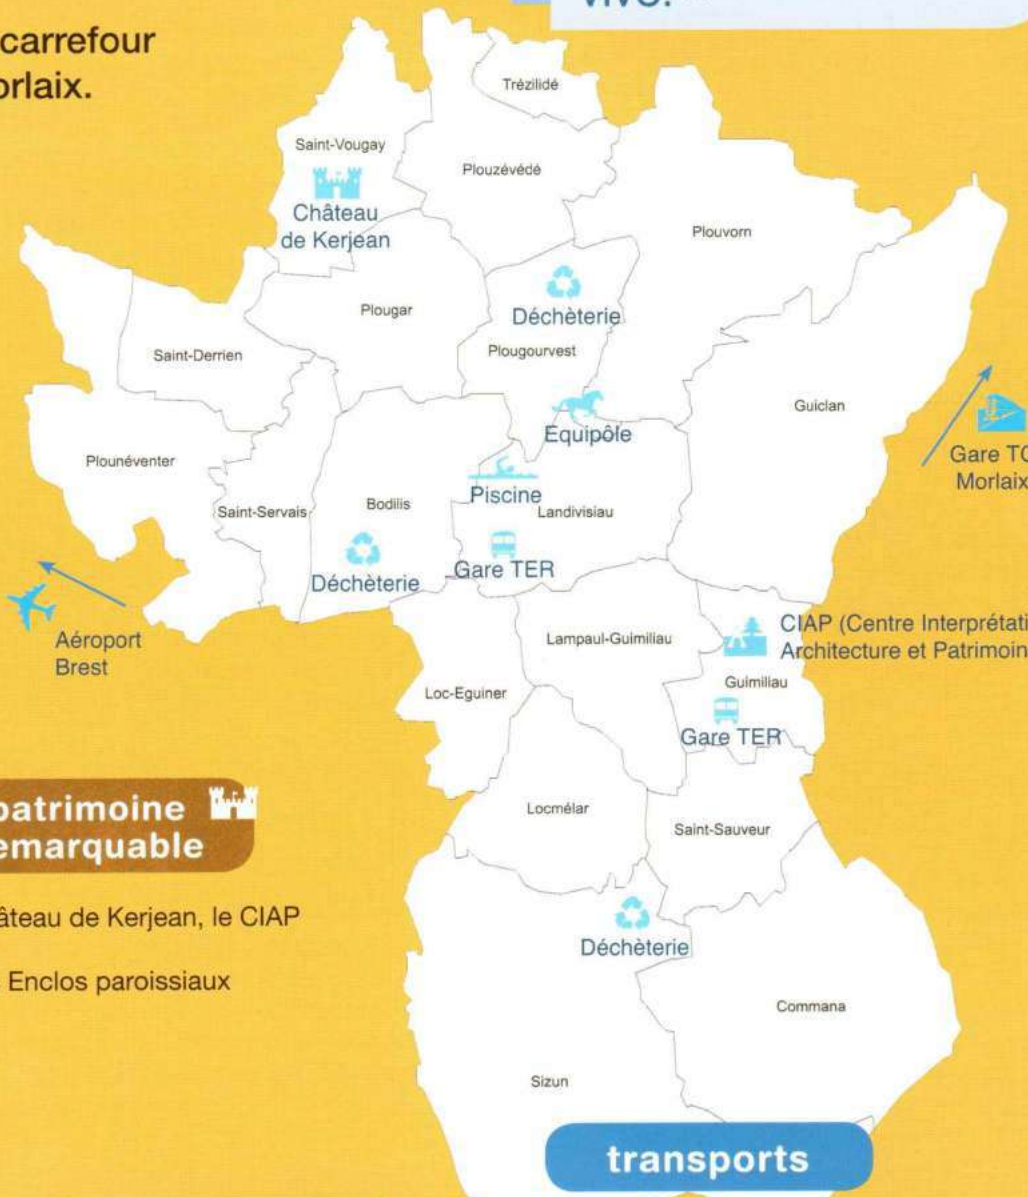 vive.
carrefour
orlaix.
Trézilidé
Saint-Vougay
Plouzévédé
Château
de Kerjean
Plouvorn
Déchèterie
Plougar
Plougourvest
Saint-Derrien
Guiclan
Equipôle
Gare TG
Morlaix
Plounéventer
Piscine
Saint-Servais
Bodilis
Landivisiau
Déchèterie
Gare TER
Aéroport
Brest
CIAP (Centre Interprétati
Architecture et Patrimoin
Lampaul-Guimiliau
Guimiliau
Loc-Eguiner
Gare TER
patrimoine
emarquable
Locmélar
Saint-Sauveur
âteau de Kerjean, le CIAP
Enclos paroissiaux
Déchèterie
Commana
Sizun
transports